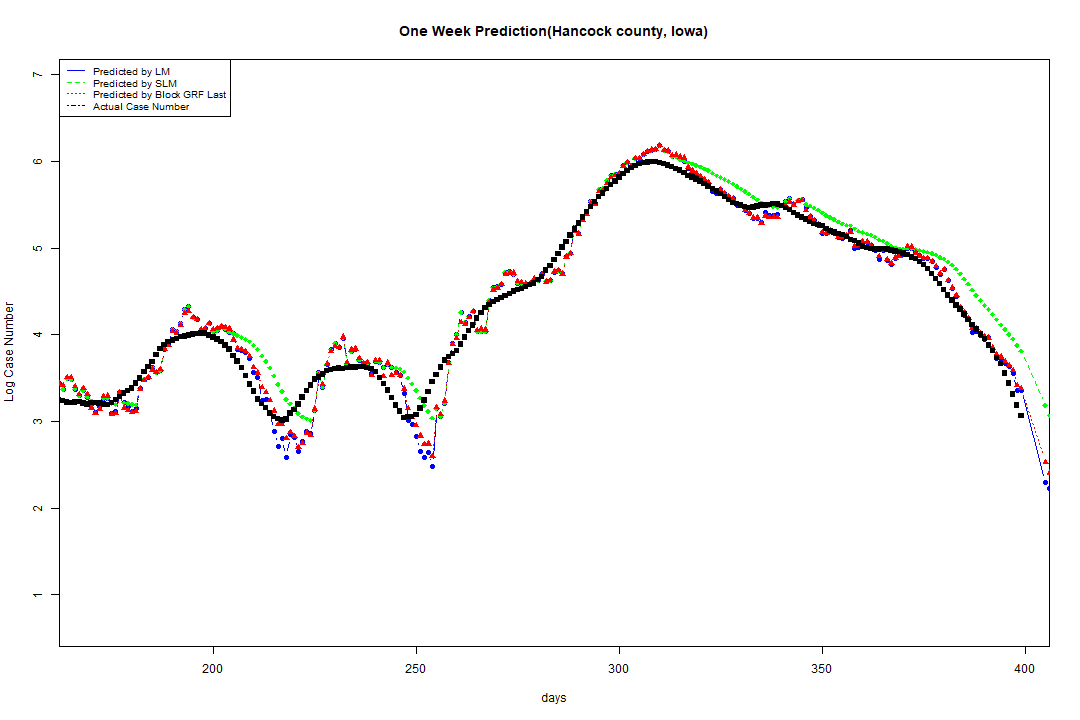 One Week Prediction(Hancock county, Iowa)
Predicted by LM
Predicted by SLM
Predicted by Block GRF Last
Actual Case Number
7
6
5
4
3
2
1
Log Case Number
200 250 300 350 400
days